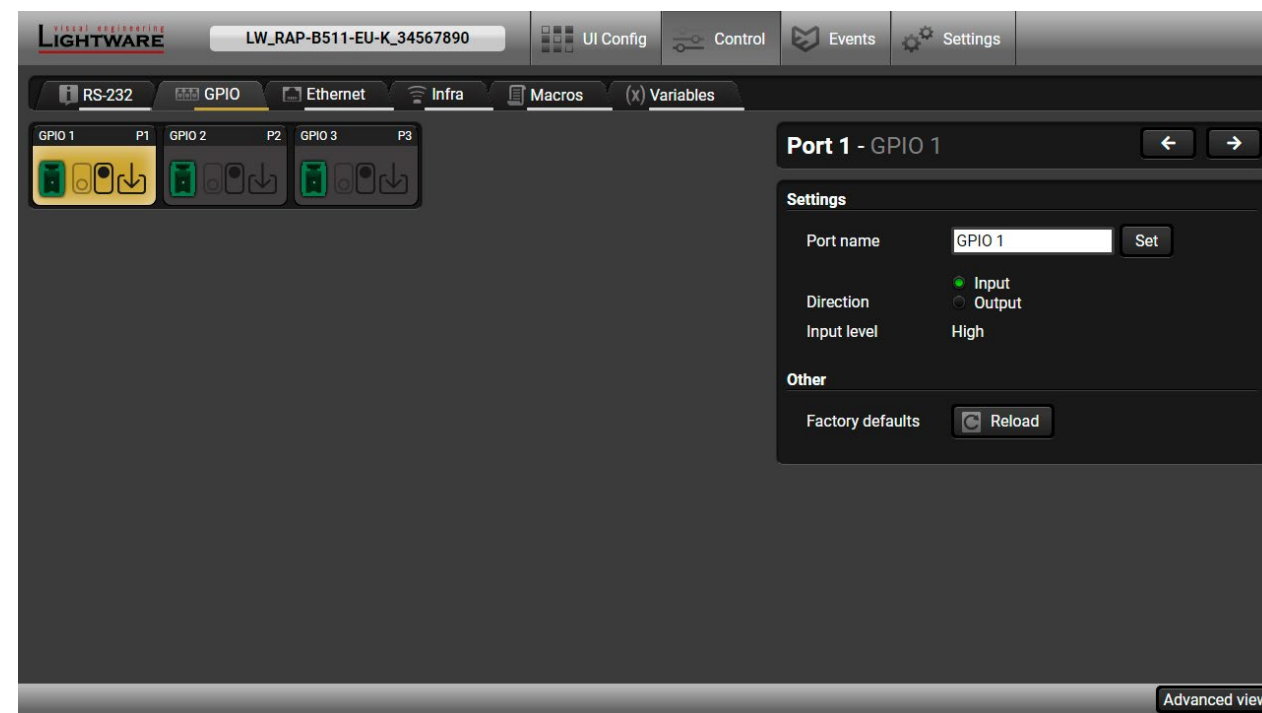 visual engineering
LIGHTWARE
LW_RAP-B511-EU-K_34567890
UI Config
Control
Events
Settings
RS-232
GPIO
Ethernet
Infra
Macros
(x) Variables
GPIO 1 P1
GPIO 2 P2
GPIO 3 P3
Port 1 - GPIO 1
Settings
Port name
GPIO 1
Set
Direction
Input
Output
Input level
High
Other
Factory defaults
Reload
Advanced view